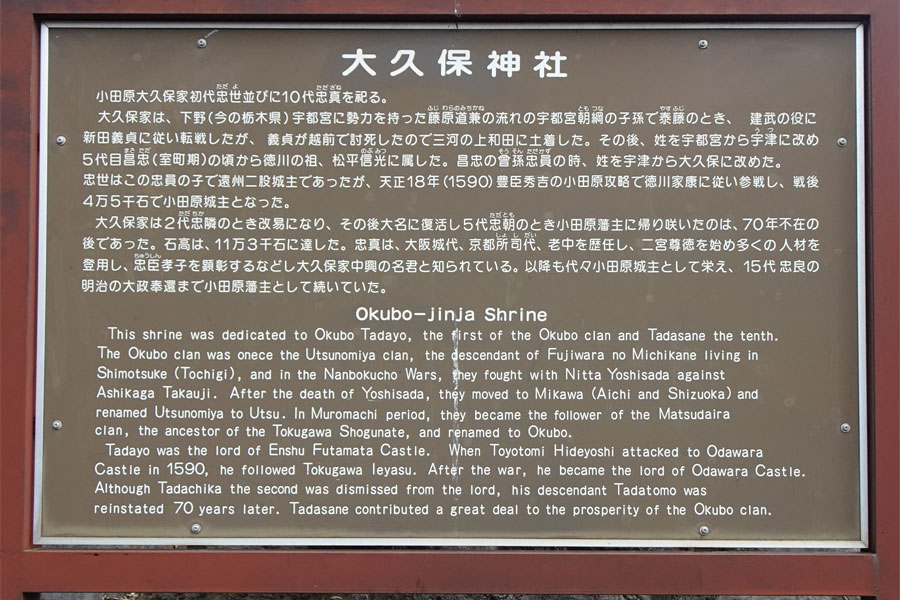 大久保神社
小田原大久保家初代忠世並びに10代忠真を祀る。
大久保家は、下野(今の栃木県)宇都宮に勢力を持った藤原道兼の流れの宇都宮朝綱の子孫で泰藤のとき、 建武の役に
新田義貞に従い転戦したが、 義貞が越前で討死したので三河の上和田に土着した。その後、姓を宇都宮から宇津に改め
5代目昌忠(室町期)の頃から徳川の祖、松平信光に属した。昌忠の曾孫忠員の時、姓を宇津から大久保に改めた。
忠世はこの忠員の子で遠州二股城主であったが、天正18年(1590)豊臣秀吉の小田原攻略で徳川家康に従い参戦し、戦後
4万5千石で小田原城主となった。
大久保家は2代忠隣のとき改易になり、その後大名に復活し5代忠朝のとき小田原藩主に帰り咲いたのは、70年不在の
後であった。石高は、11万3千石に達した。忠真は、大阪城代、京都所司代、老中を歴任し、二宮尊徳を始め多くの人材を
登用し、忠臣孝子を顕彰するなどし大久保家中興の名君と知られている。以降も代々小田原城主として栄え、15代忠良の
明治の大政奉還まで小田原藩主として続いていた。
Okubo-jinja Shrine
This shrine was dedicated to Okubo Tadayo, the first of the Okubo clan and Tadasane the tenth.
The Okubo clan was onece the Utsunomiya clan, the descendant of Fujiwara no Michikane living in
Shimotsuke (Tochigi), and in the Nanbokucho Wars, they fought with Nitta Yoshisada against
Ashikaga Takauji. After the death of Yoshisada, they moved to Mikawa (Aichi and Shizuoka) and
renamed Utsunomiya to Utsu. In Muromachi period, they became the follower of the Matsudaira
clan, the ancestor of the Tokugawa Shogunate, and renamed to Okubo.
Tadayo was the lord of Enshu Futamata Castle. When Toyotomi Hideyoshi attacked to Odawara
Castle in 1590, he followed Tokugawa Ieyasu. After the war, he became the lord of Odawara Castle.
Although Tadachika the second was dismissed from the lord, his descendant Tadatomo was
reinstated 70 years later. Tadasane contributed a great deal to the prosperity of the Okubo clan.